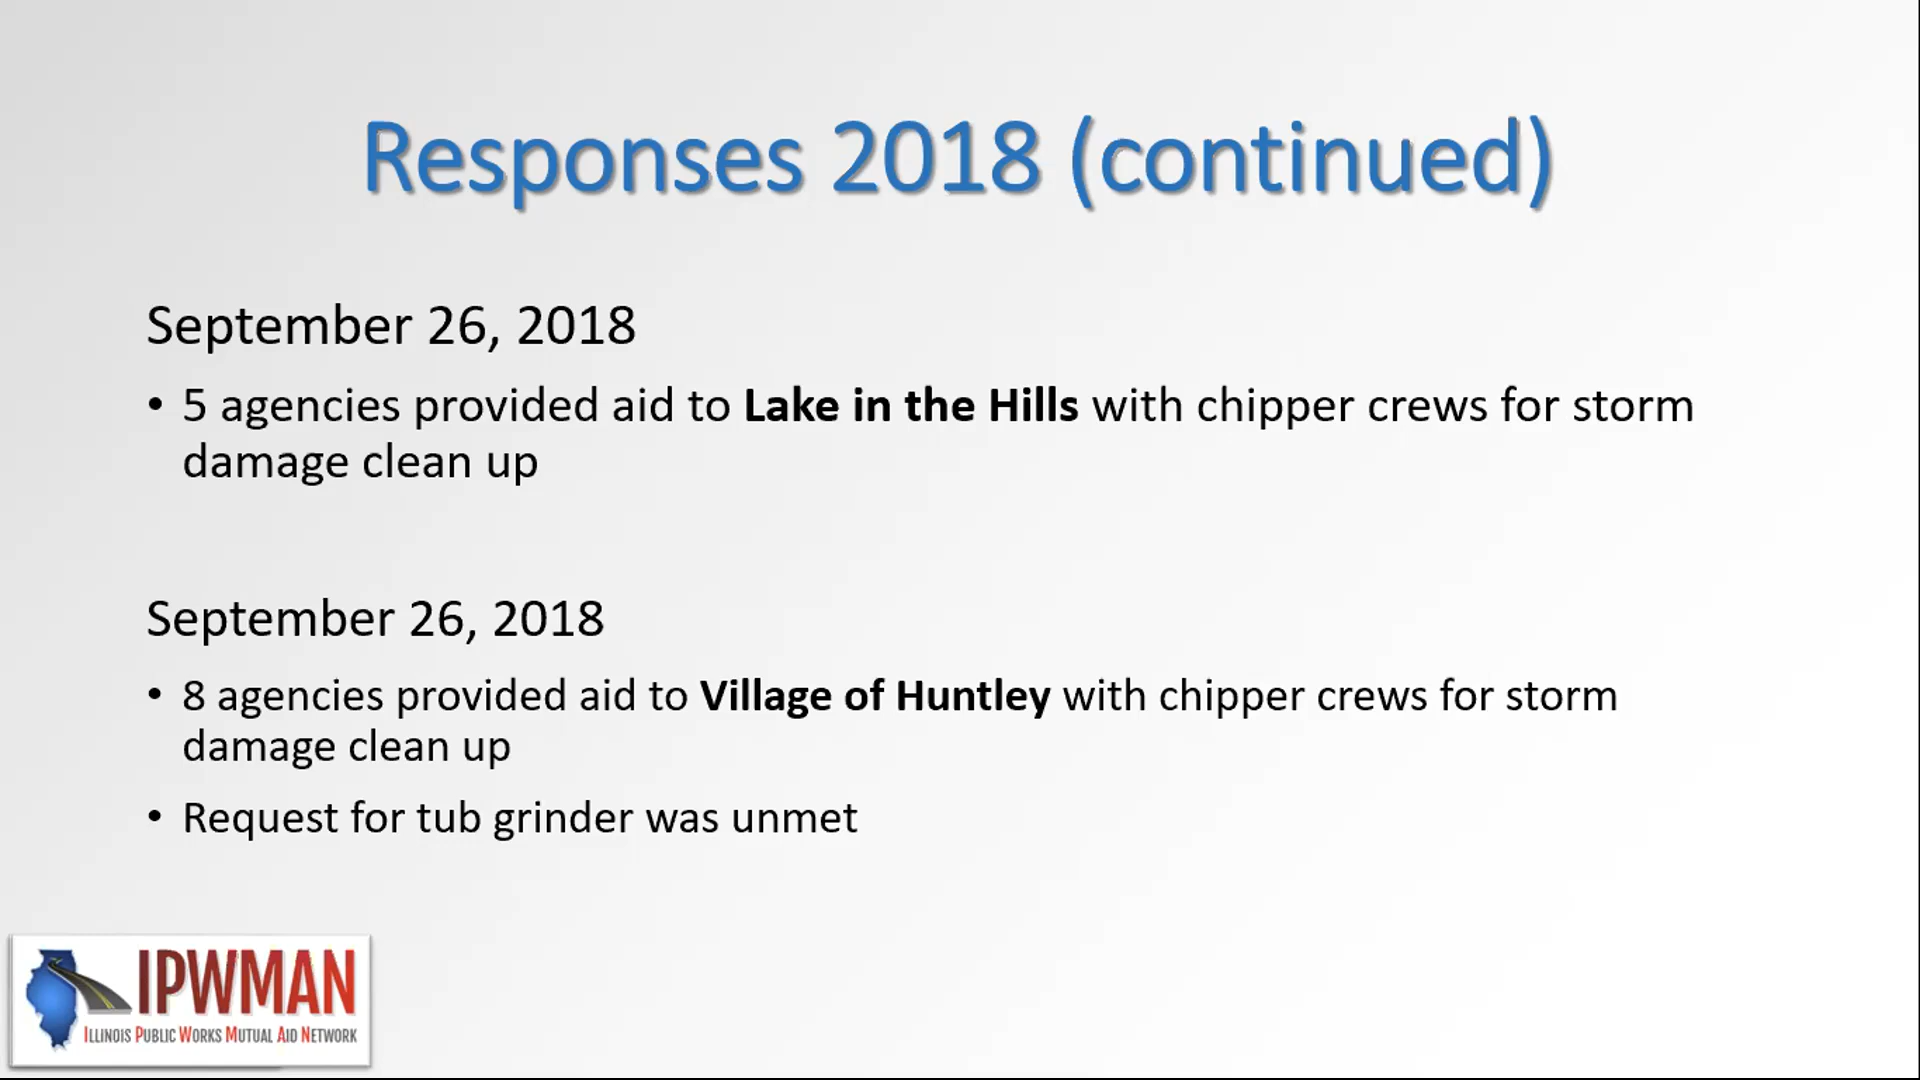 Responses 2018 (continued)
September 26, 2018
• 5 agencies provided aid to Lake in the Hills with chipper crews for storm
damage clean up
September 26, 2018
• 8 agencies provided aid to Village of Huntley with chipper crews for storm
damage clean up
• Request for tub grinder was unmet
IPWMAN
ILLINOIS PUBLIC WORKS MUTUAL AID NETWORK